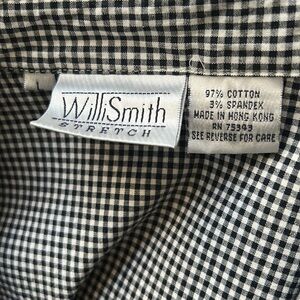 L
WilliSmith
STRETCH
97% COTTON
3% SPANDEX
MADE IN HONG KONG
RN 75343
SEE REVERSE FOR CARE